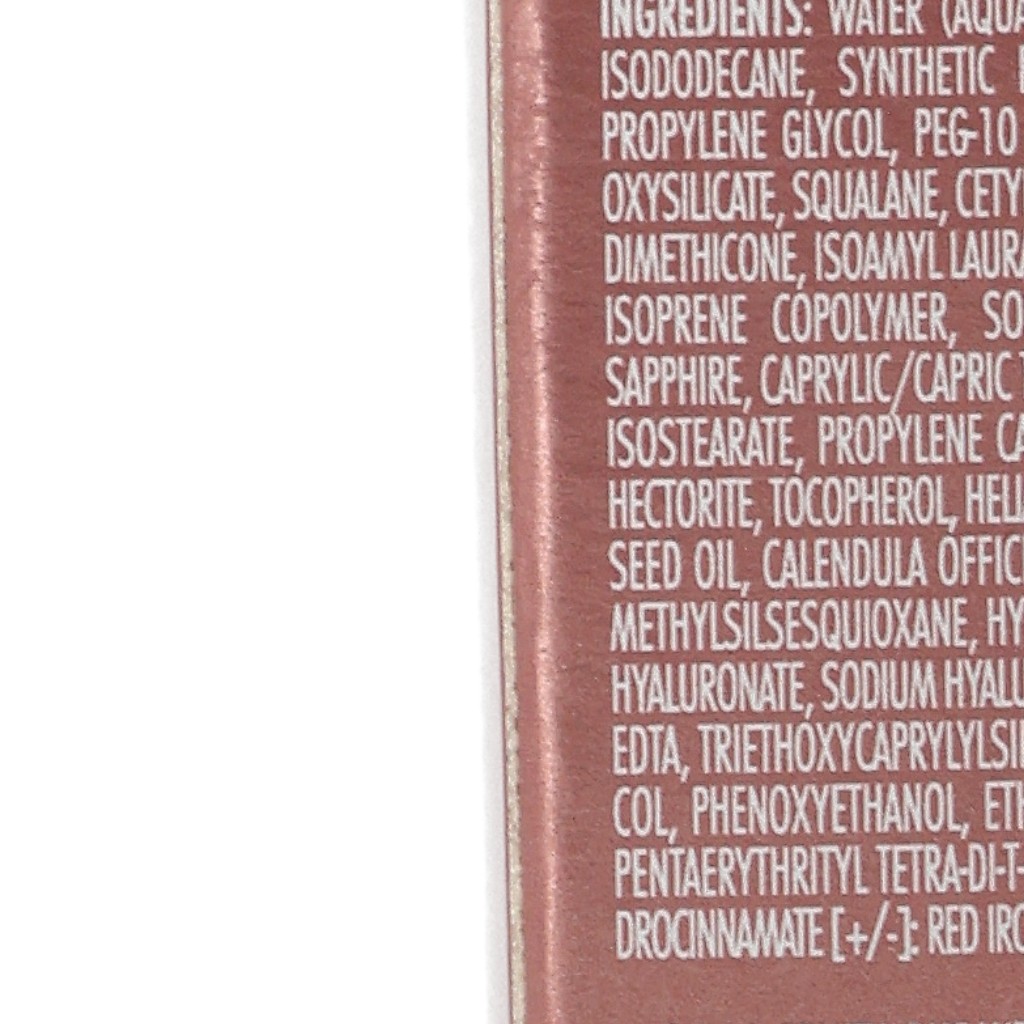 INGREDIENTS: WATER (AQUA
ISODODECANE, SYNTHETIC
PROPYLENE GLYCOL, PEG-10
OXYSILICATE, SQUALANE, CETY
DIMETHICONE, ISOAMYL LAURA
ISOPRENE COPOLYMER, SO
SAPPHIRE, CAPRYLIC/CAPRIC
ISOSTEARATE, PROPYLENE CA
HECTORITE, TOCOPHEROL, HELI
SEED OIL, CALENDULA OFFICI
METHYLSILSESQUIOXANE, HY
HYALURONATE, SODIUM HYALU
EDTA, TRIETHOXYCAPRYLYLSIL
COL, PHENOXYETHANOL, ETH
PENTAERYTHRITYL TETRA-DI-T-
DROCINNAMATE [+/-]: RED IRO